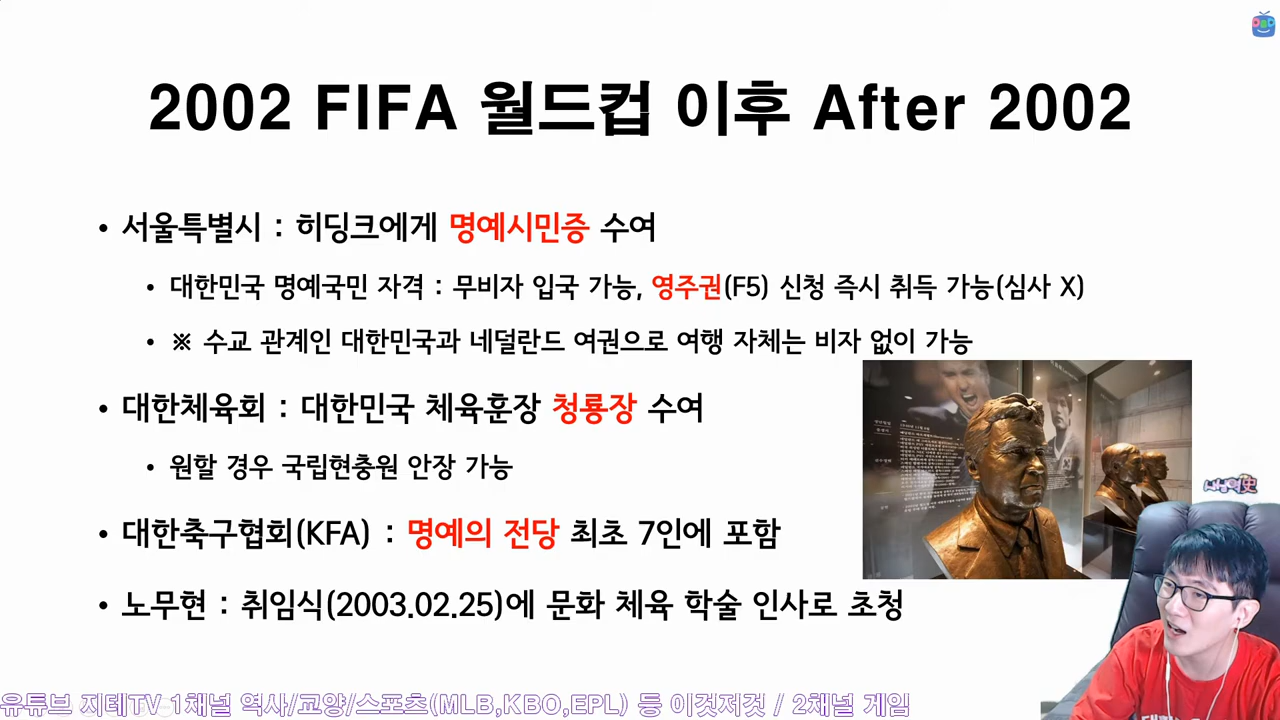 2002 FIFA 월드컵 이후 After 2002
• 서울특별시 : 히딩크에게 명예시민증 수여
• 대한민국 명예국민 자격 : 무비자 입국 가능, 영주권(F5) 신청 즉시 취득 가능(심사 X)
• ※ 수교 관계인 대한민국과 네덜란드 여권으로 여행 자체는 비자 없이 가능
• 대한체육회 : 대한민국 체육훈장 청룡장 수여
• 원할 경우 국립현충원 안장 가능
• 대한축구협회(KFA) : 명예의 전당 최초 7인에 포함
• 노무현 : 취임식(2003.02.25)에 문화 체육 학술 인사로 초청
유튜브 지테TV 1채널 역사/교양/스포츠(MLB,KBO,EPL) 등 이것저것 / 2채널 게임